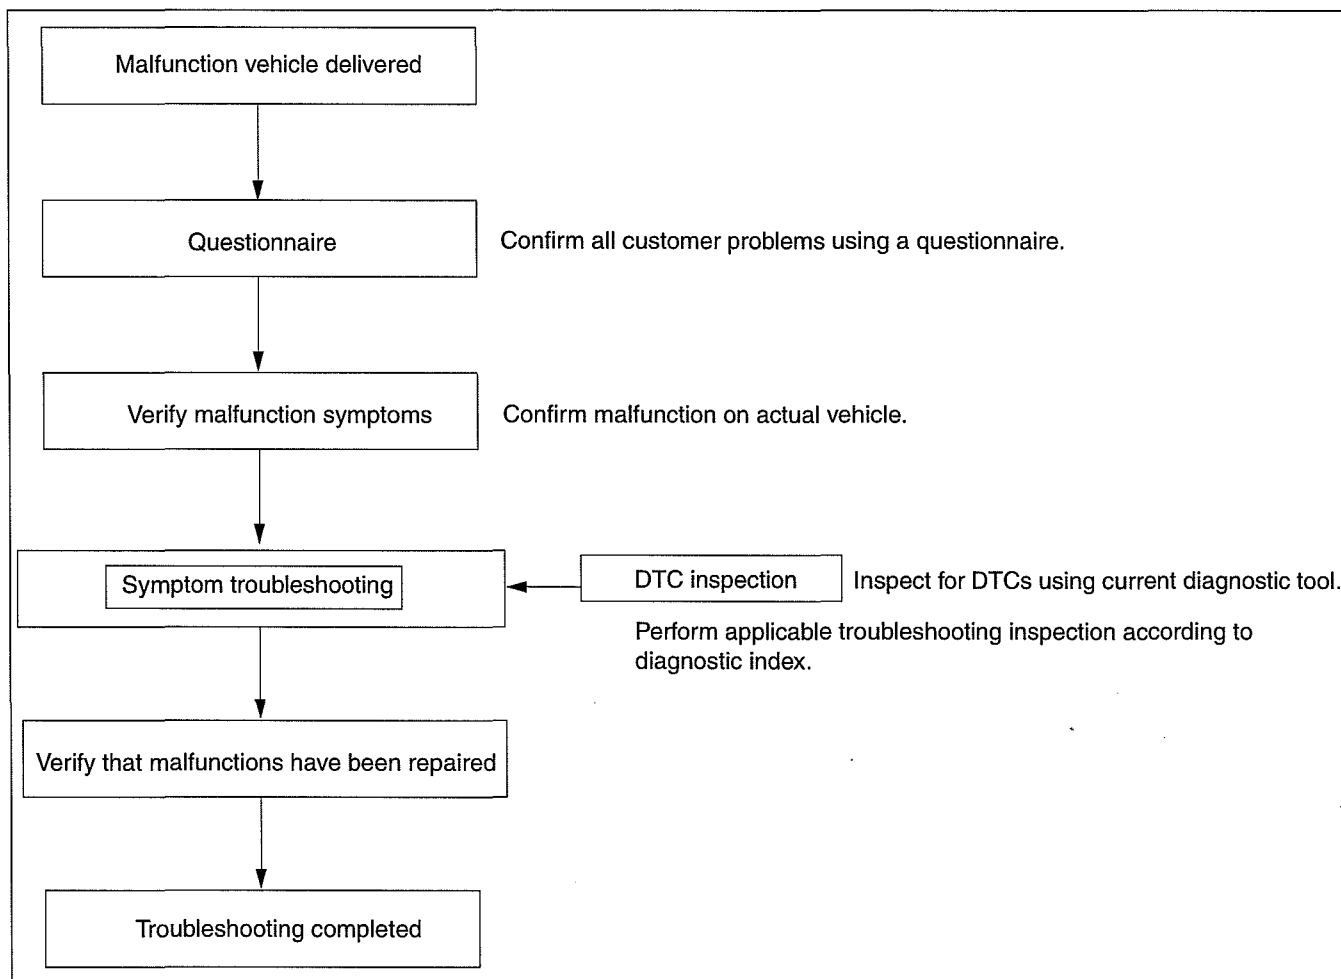 Malfunction vehicle delivered
Questionnaire
Confirm all customer problems using a questionnaire.
Verify malfunction symptoms
Confirm malfunction on actual vehicle.
Symptom troubleshooting
DTC inspection
Inspect for DTCs using current diagnostic tool.
Perform applicable troubleshooting inspection according to
diagnostic index.
Verify that malfunctions have been repaired
Troubleshooting completed